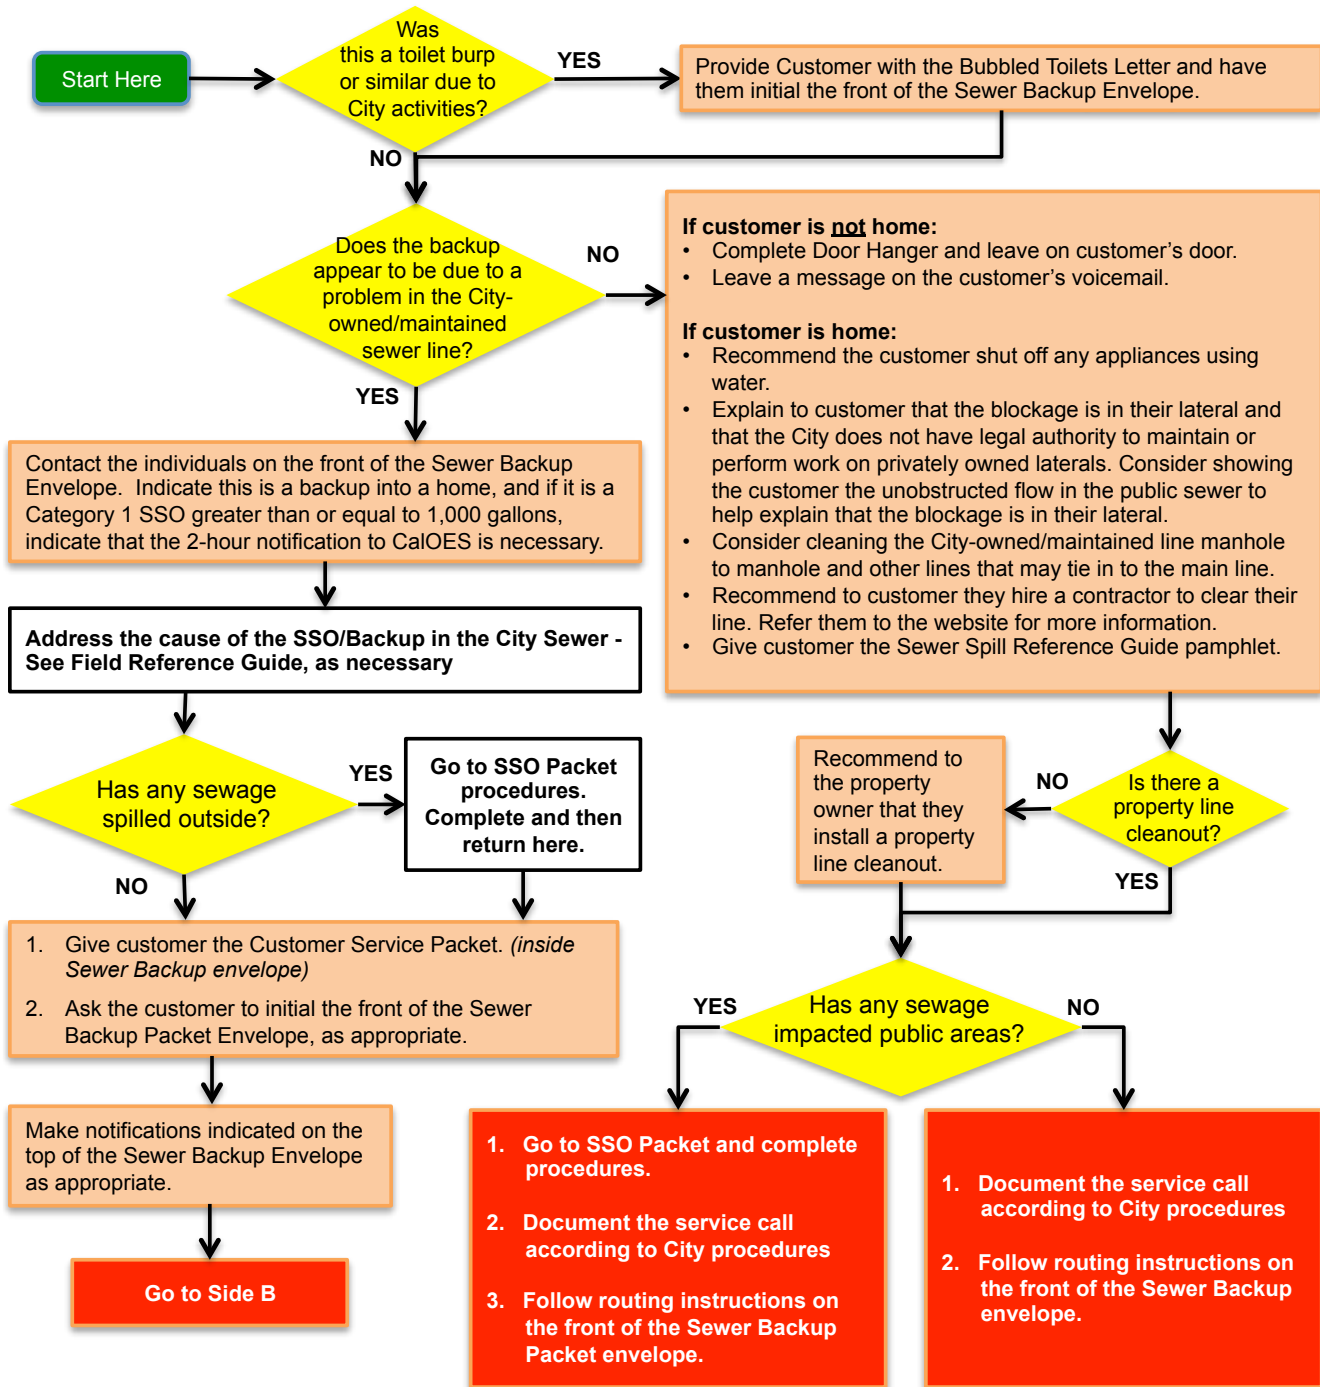 Start Here
Was
this a toilet burp
or similar due to
City activities?
YES
Provide Customer with the Bubbled Toilets Letter and have
them initial the front of the Sewer Backup Envelope.
NO
Does the backup
appear to be due to a
problem in the City-
owned/maintained
sewer line?
NO
YES
If customer is not home:
• Complete Door Hanger and leave on customer’s door.
• Leave a message on the customer’s voicemail.
If customer is home:
• Recommend the customer shut off any appliances using
water.
• Explain to customer that the blockage is in their lateral and
that the City does not have legal authority to maintain or
perform work on privately owned laterals. Consider showing
the customer the unobstructed flow in the public sewer to
help explain that the blockage is in their lateral.
• Consider cleaning the City-owned/maintained line manhole
to manhole and other lines that may tie in to the main line.
• Recommend to customer they hire a contractor to clear their
line. Refer them to the website for more information.
• Give customer the Sewer Spill Reference Guide pamphlet.
Contact the individuals on the front of the Sewer Backup
Envelope. Indicate this is a backup into a home, and if it is a
Category 1 SSO greater than or equal to 1,000 gallons,
indicate that the 2-hour notification to CalOES is necessary.
Address the cause of the SSO/Backup in the City Sewer -
See Field Reference Guide, as necessary
Has any sewage
spilled outside?
YES
Go to SSO Packet
procedures.
Complete and then
return here.
NO
Recommend to
the property
owner that they
install a property
line cleanout.
NO
Is there a
property line
cleanout?
YES
1. Give customer the Customer Service Packet. (inside
Sewer Backup envelope)
2. Ask the customer to initial the front of the Sewer
Backup Packet Envelope, as appropriate.
YES
Has any sewage
impacted public areas?
NO
Make notifications indicated on the
top of the Sewer Backup Envelope
as appropriate.
Go to Side B
1. Go to SSO Packet and complete
procedures.
2. Document the service call
according to City procedures
3. Follow routing instructions on
the front of the Sewer Backup
Packet envelope.
1. Document the service call
according to City procedures
2. Follow routing instructions on
the front of the Sewer Backup
envelope.